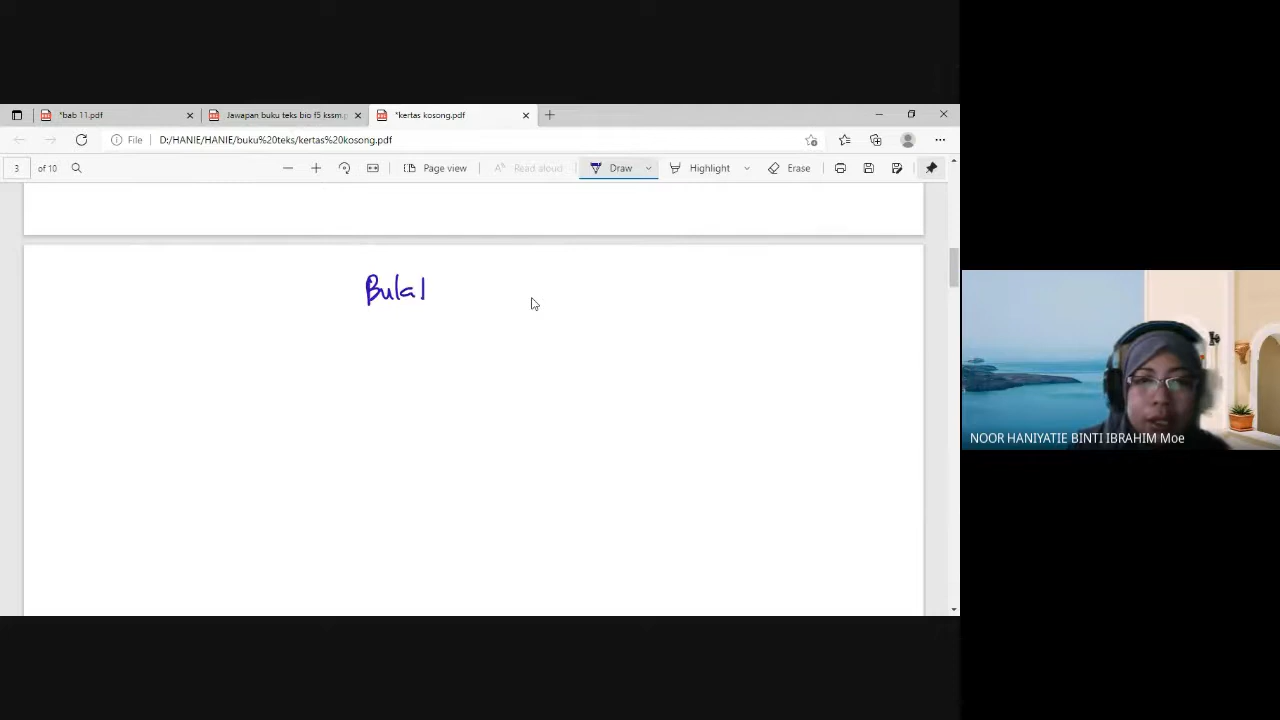 *bab 11.pdf
Jawapan buku teks bio f5 kssm.p
*kertas kosong.pdf
File
D:/HANIE/HANIE/buku%20teks/kertas%20kosong.pdf
3 of 10
Page view
Read aloud
Draw
Highlight
Erase
Bulal
NOOR HANIYATIE BINTI IBRAHIM Moe